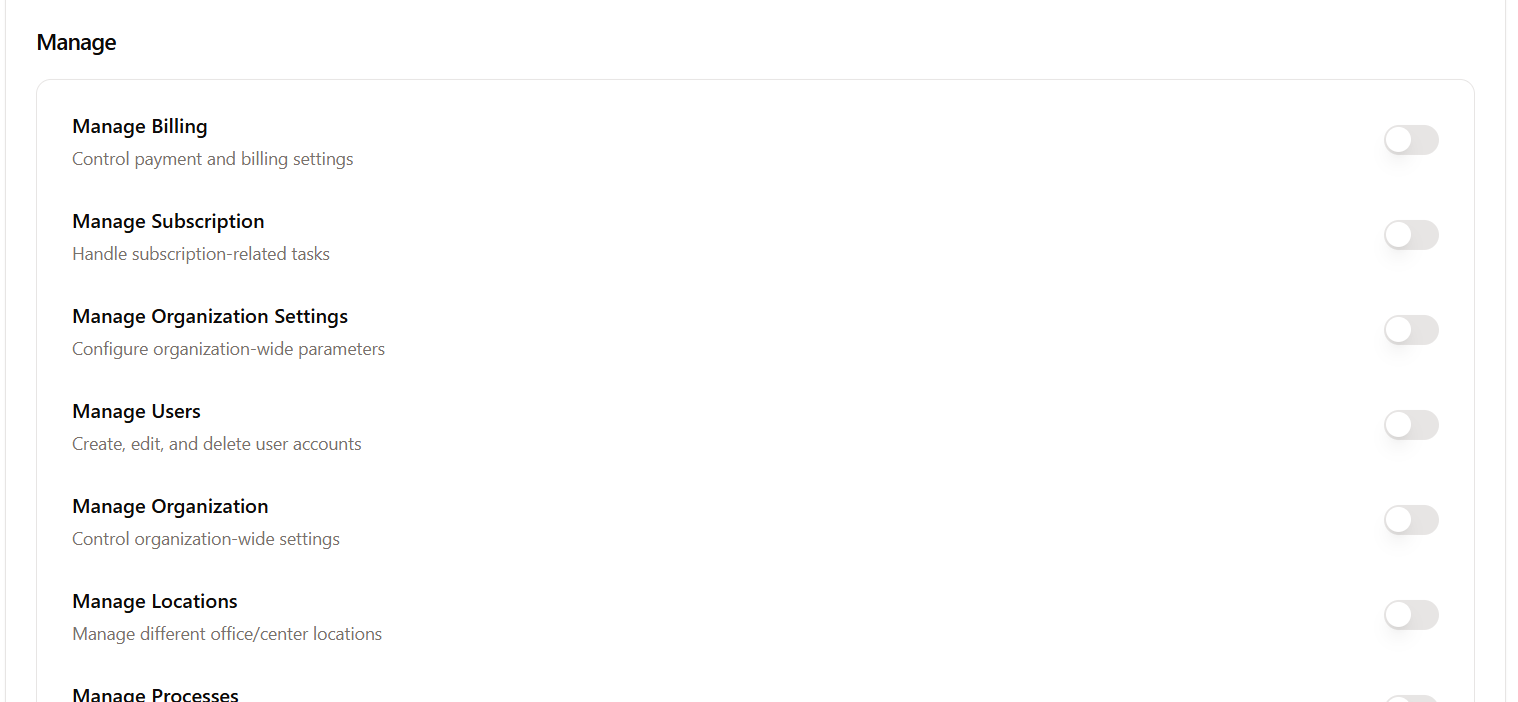 Manage
Manage Billing
Control payment and billing settings
Manage Subscription
Handle subscription-related tasks
Manage Organization Settings
Configure organization-wide parameters
Manage Users
Create, edit, and delete user accounts
Manage Organization
Control organization-wide settings
Manage Locations
Manage different office/center locations
Manage Processes